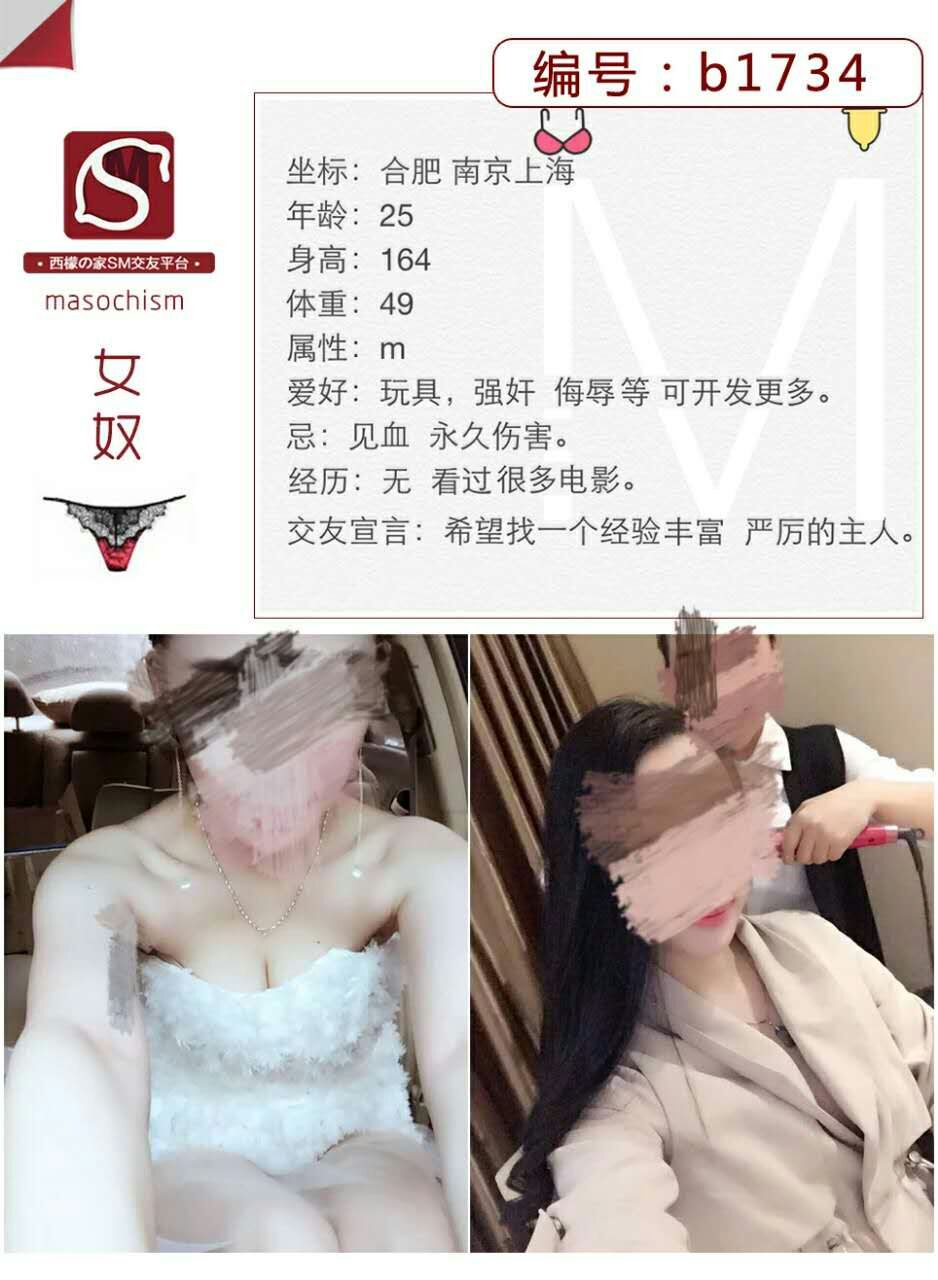 编号：b1734
SM
·西檬の家SM交友平台·
masochism
女奴
M
坐标：合肥 南京上海
年龄：25
身高：164
体重：49
属性：m
爱好：玩具，强奸 侮辱等 可开发更多。
忌：见血 永久伤害。
经历：无 看过很多电影。
交友宣言：希望找一个经验丰富 严厉的主人。